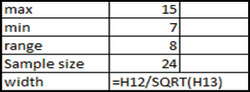 max 15
min 7
range 8
Sample size 24
width =H12/SQRT(H13)